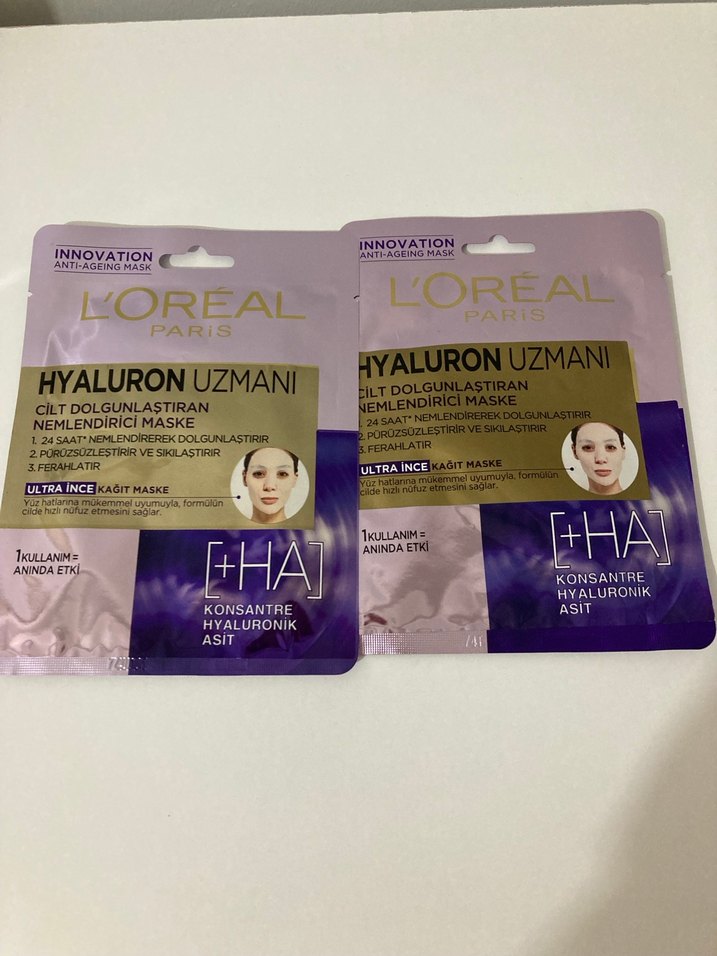 INNOVATION
ANTI-AGEING MASK
L'ORÉAL
PARiS
HYALURON UZMANI
CİLT DOLGUNLAŞTIRAN
NEMLENDİRİCİ MASKE
1. 24 SAAT* NEMLENDİREREK DOLGUNLAŞTIRIR
2. PÜRÜZSÜZLEŞTİRİR VE SIKILAŞTIRIR
3. FERAHLATIR
ULTRA İNCE KAĞIT MASKE
Yüz hatlarına mükemmel uyumuyla, formülün
cilde hızlı nüfuz etmesini sağlar.
1 KULLANIM =
ANINDA ETKİ
[+HA]
KONSANTRE
HYALURONİK
ASİT
INNOVATION
ANTI-AGEING MASK
L'ORÉAL
PARiS
HYALURON UZMANI
CİLT DOLGUNLAŞTIRAN
NEMLENDİRİCİ MASKE
24 SAAT* NEMLENDİREREK DOLGUNLAŞTIRIR
2. PÜRÜZSÜZLEŞTİRİR VE SIKILAŞTIRIR
3. FERAHLATIR
ULTRA İNCE KAĞIT MASKE
Yüz hatlarına mükemmel uyumuyla, formülün
cilde hızlı nüfuz etmesini sağlar.
1 KULLANIM =
ANINDA ETKİ
[+HA]
KONSANTRE
HYALURONİK
ASİT